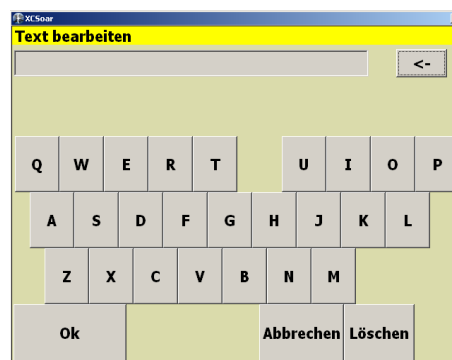 XCSoar
Text bearbeiten
<-
Q W E R T U I O P
A S D F G H J K L
Z X C V B N M
Ok Abbrechen Löschen